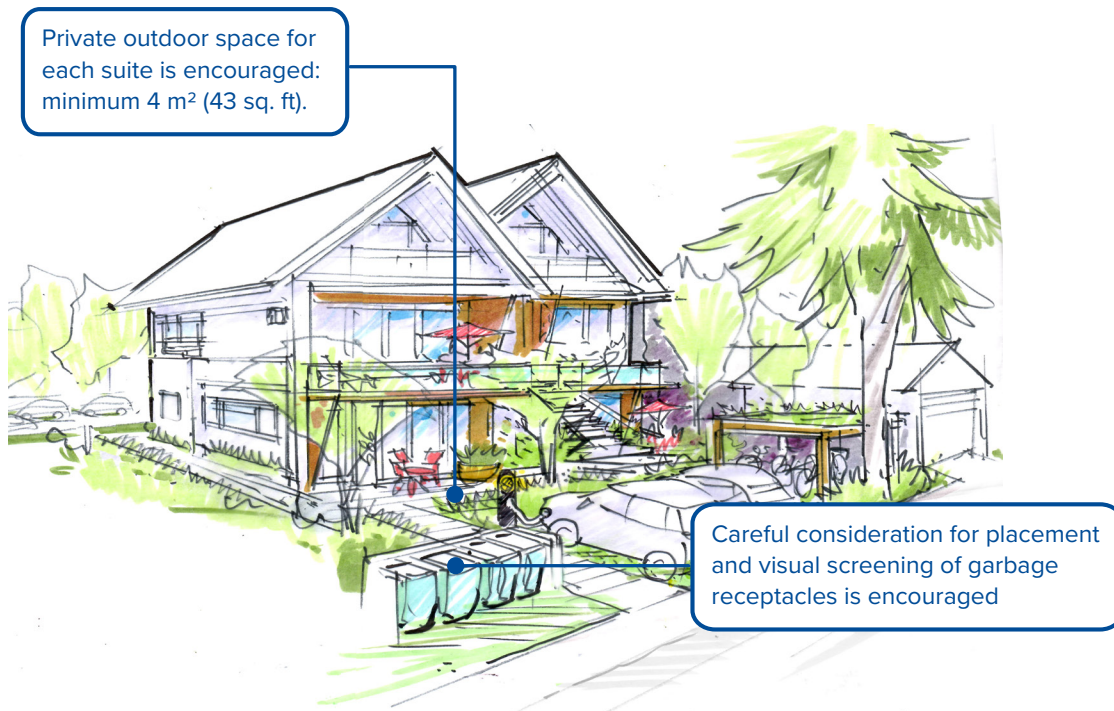 Private outdoor space for
each suite is encouraged:
minimum 4 m² (43 sq. ft).
Careful consideration for placement
and visual screening of garbage
receptacles is encouraged